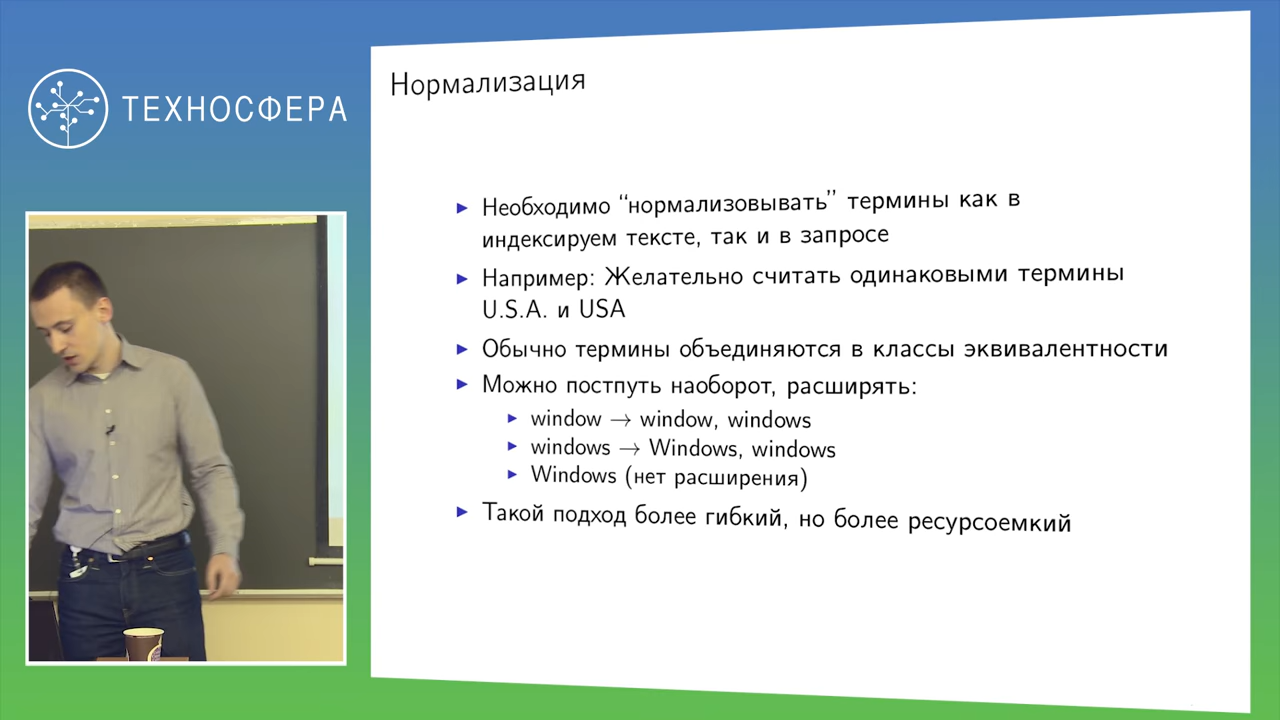 ТЕХНОСФЕРА
Нормализация
Необходимо “нормализовывать” термины как в
индексируем тексте, так и в запросе
Например: Желательно считать одинаковыми термины
U.S.A. и USA
Обычно термины объединяются в классы эквивалентности
Можно постпуть наоборот, расширять:
window → window, windows
windows → Windows, windows
Windows (нет расширения)
Такой подход более гибкий, но более ресурсоемкий